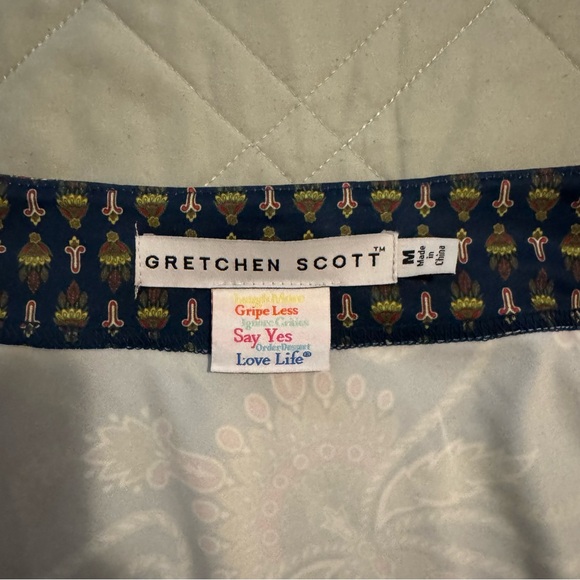 GRETCHEN SCOTT™
M
Made
in
China
Laugh More
Gripe Less
Ignore Critics
Say Yes
Order Dessert
Love Life®